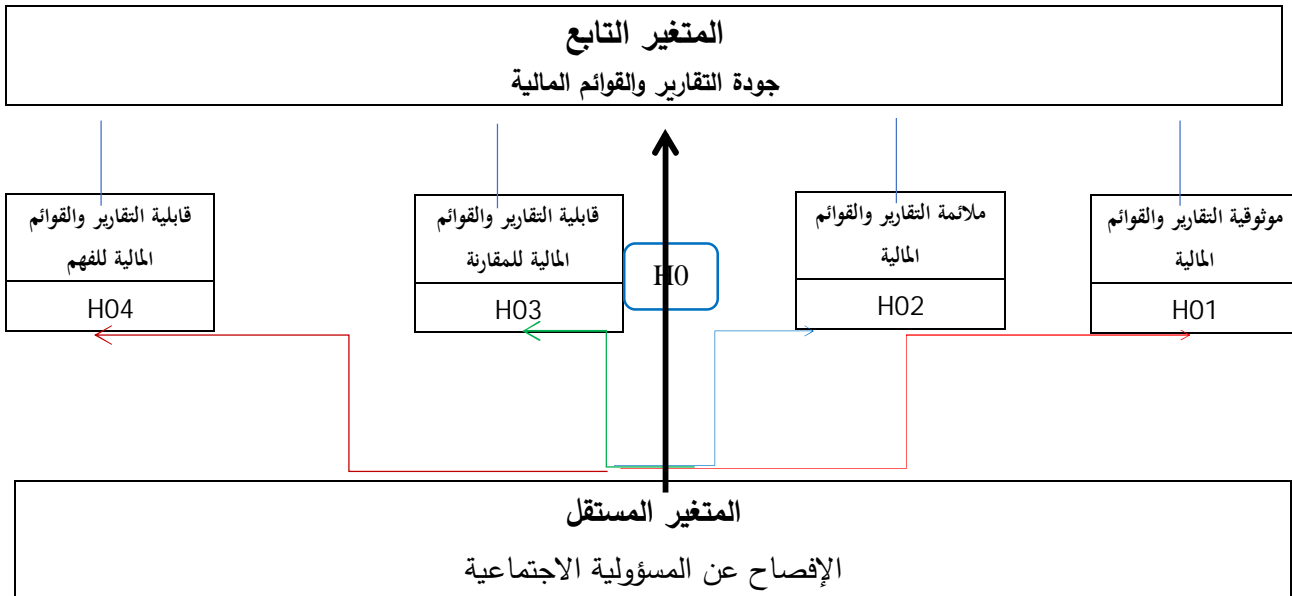 المتغير التابع
جودة التقارير والقوائم المالية
موثوقية التقارير والقوائم
المالية
H01
ملائمة التقارير والقوائم
المالية
H02
H0
قابلية التقارير والقوائم
المالية للمقارنة
H03
قابلية التقارير والقوائم
المالية للفهم
H04
المتغير المستقل
الإفصاح عن المسؤولية الاجتماعية